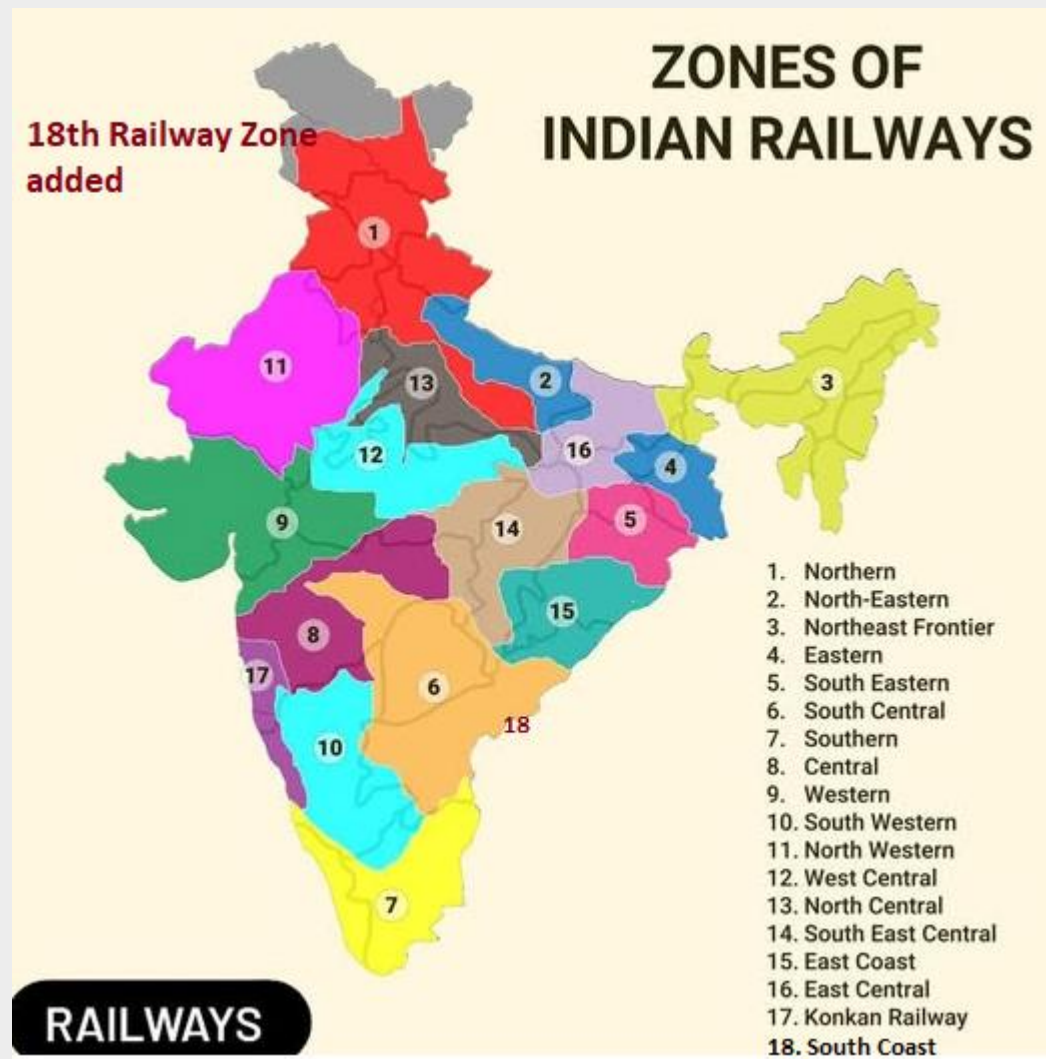 ZONES OF
INDIAN RAILWAYS
18th Railway Zone
added
1
11
13
2
3
12
16
4
9
14
5
15
8
17
6
18
10
7
1. Northern
2. North-Eastern
3. Northeast Frontier
4. Eastern
5. South Eastern
6. South Central
7. Southern
8. Central
9. Western
10. South Western
11. North Western
12. West Central
13. North Central
14. South East Central
15. East Coast
16. East Central
17. Konkan Railway
18. South Coast
RAILWAYS